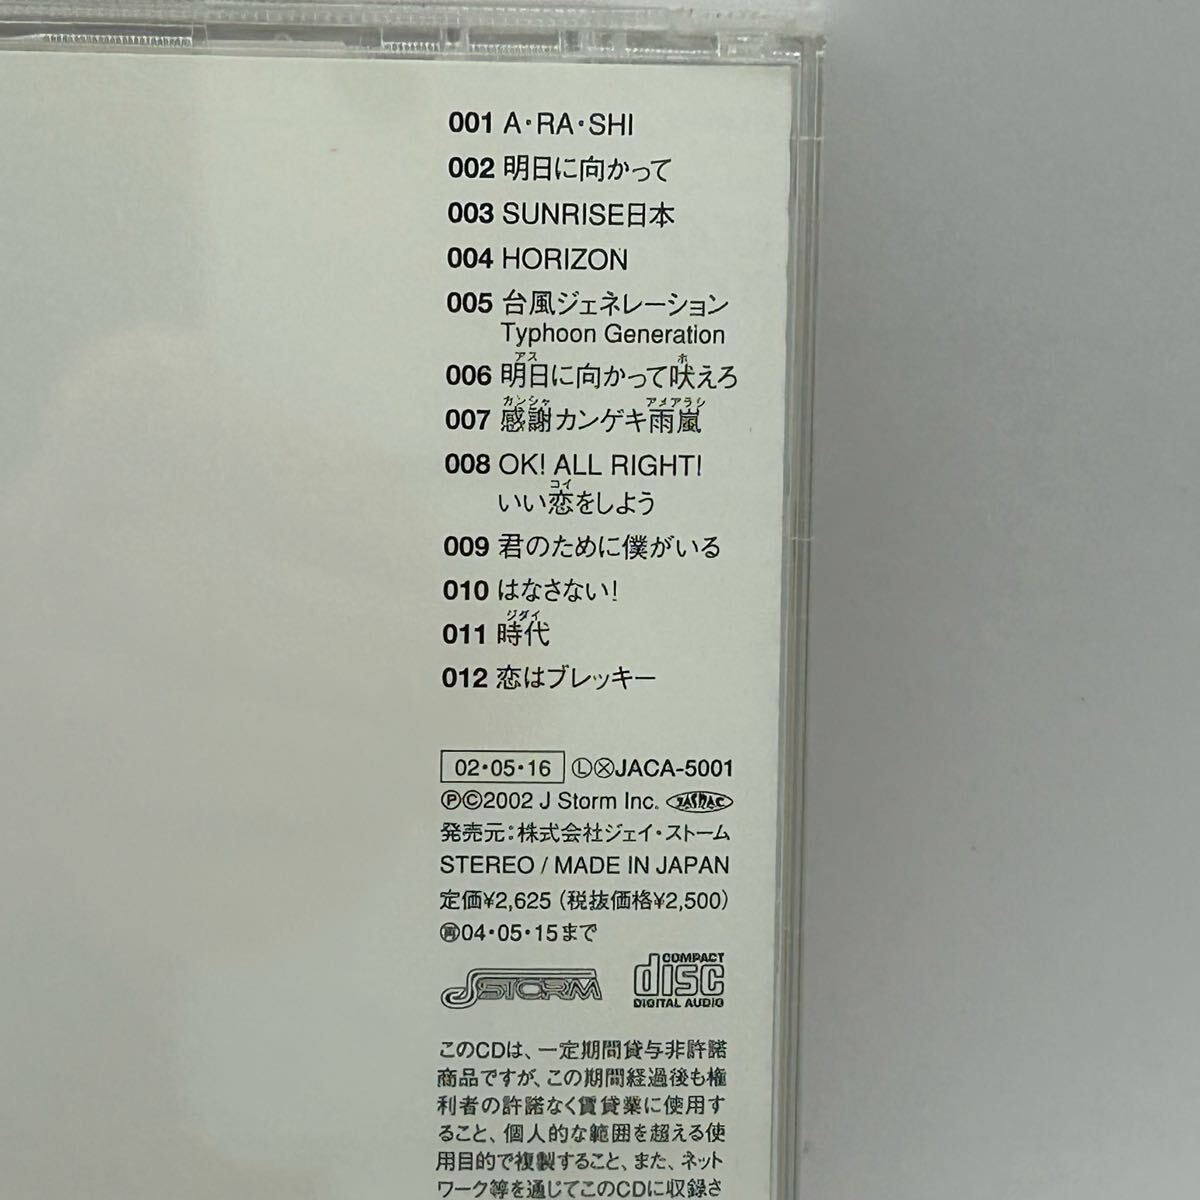 001 A・RA・SHI
002 明日に向かって
003 SUNRISE日本
004 HORIZON
005 台風ジェネレーション
Typhoon Generation
アス ホ
006 明日に向かって吠えろ
カンシャ アメアラシ
007 感謝カンゲキ雨嵐
008 OK! ALL RIGHT!
コイ
いい恋をしよう
009 君のために僕がいる
010 はなさない!
ジダイ
011 時代
012 恋はブレッキー
02・05・16 ⓁⓍJACA-5001
Ⓟ©2002 J Storm Inc. JASRAC
発売元:株式会社ジェイ・ストーム
STEREO / MADE IN JAPAN
定価¥2,625 (税抜価格¥2,500)
再04・05・15まで
J STORM COMPACT disc DIGITAL AUDIO
このCDは、一定期間貸与非許諾
商品ですが、この期間経過後も権
利者の許諾なく賃貸業に使用す
ること、個人的な範囲を超える使
用目的で複製すること、また、ネット
ワーク等を通じてこのCDに収録さ